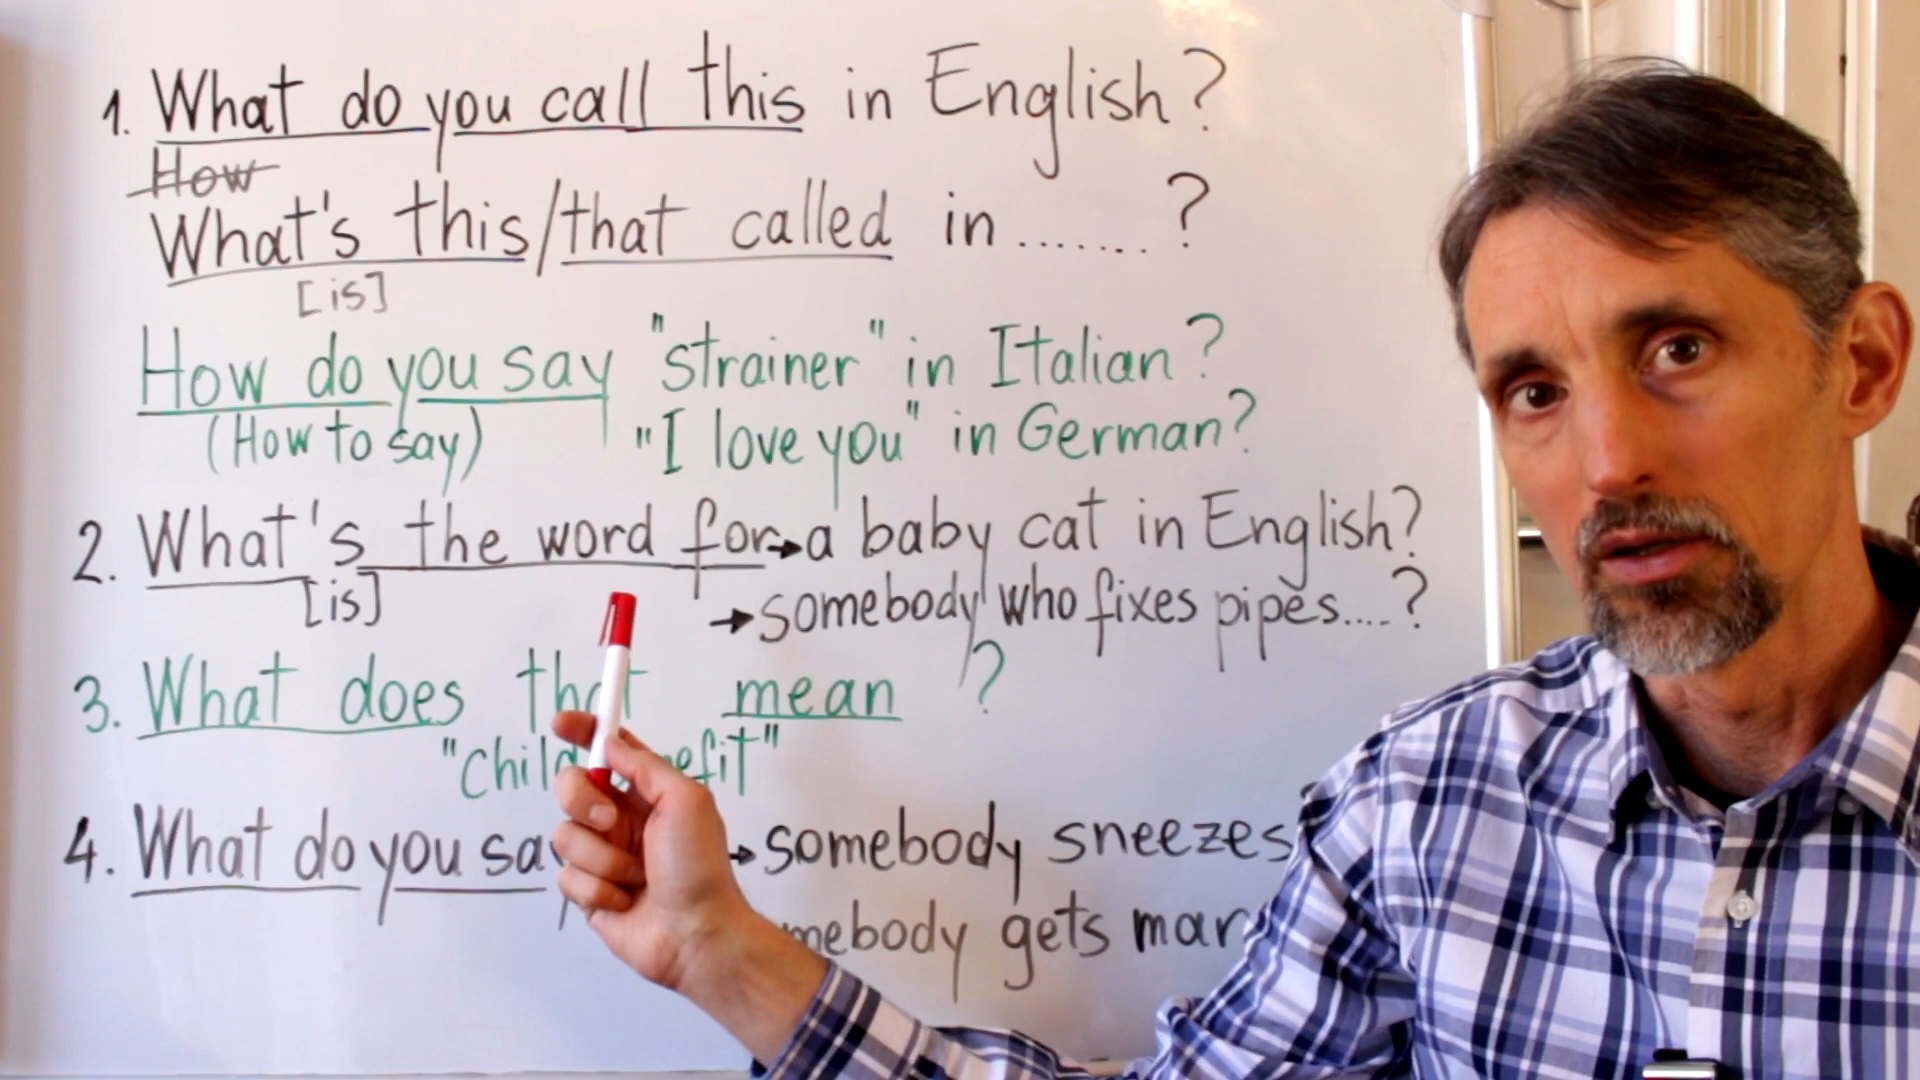 1. What do you call this in English?
How
What's this/that called in .......?
[is]
How do you say "strainer" in Italian?
(How to say) "I love you" in German?
2. What's the word for → a baby cat in English?
[is] → somebody who fixes pipes....?
3. What does that mean ?
4. What do you → somebody sneezes
gets